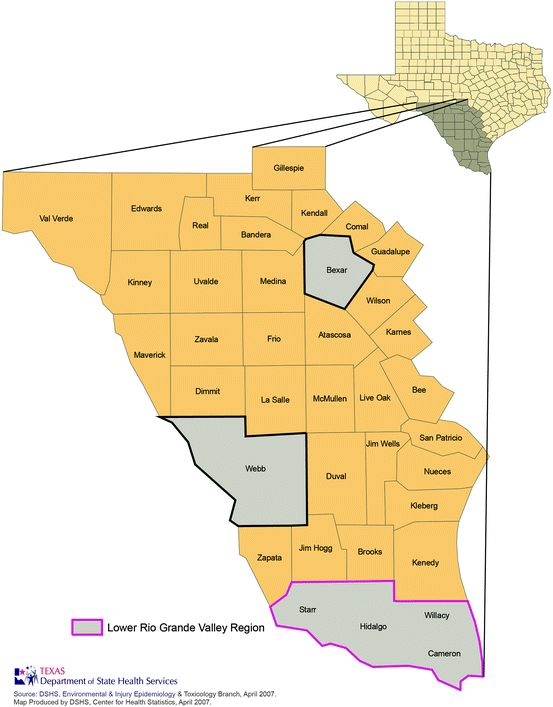 Gillespie
Val Verde
Edwards
Real
Kerr
Kendall
Bandera
Comal
Guadalupe
Bexar
Kinney
Uvalde
Medina
Wilson
Karnes
Maverick
Zavala
Frio
Atascosa
Dimmit
La Salle
McMullen
Live Oak
Bee
San Patricio
Webb
Duval
Jim Wells
Nueces
Kleberg
Zapata
Jim Hogg
Brooks
Kenedy
Starr
Hidalgo
Willacy
Cameron
Lower Rio Grande Valley Region
TEXAS
Department of State Health Services
Source: DSHS, Environmental & Injury Epidemiology & Toxicology Branch, April 2007.
Map Produced by DSHS, Center for Health Statistics, April 2007.